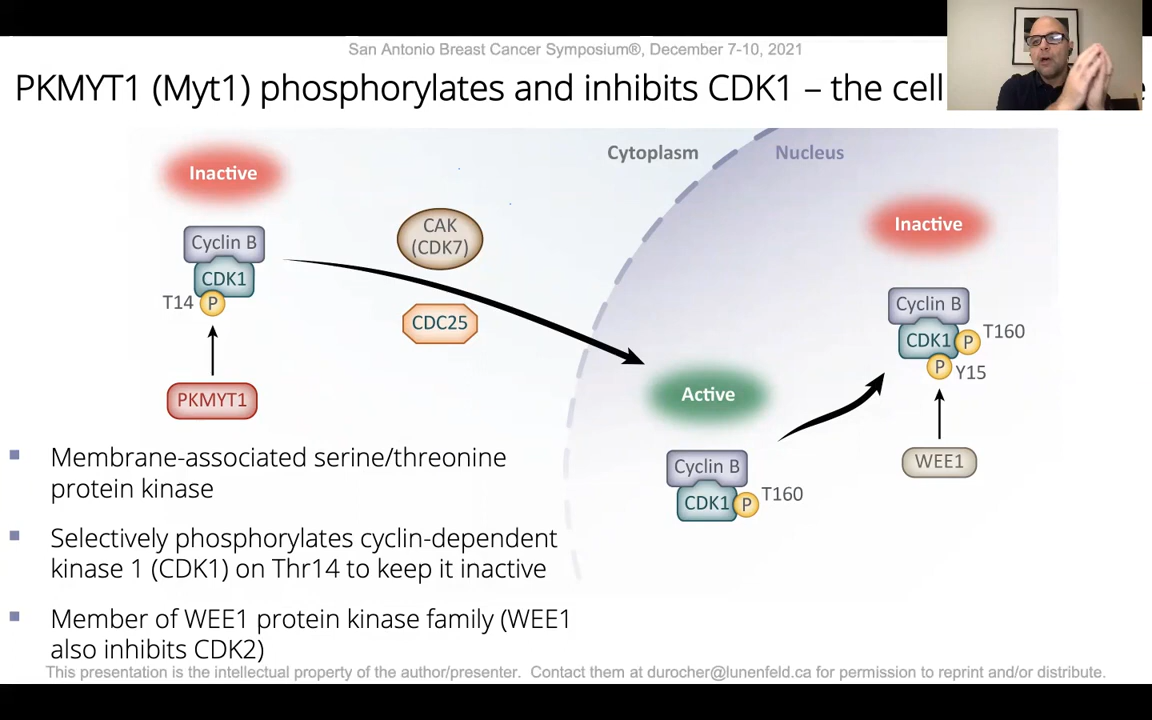 San Antonio Breast Cancer Symposium®, December 7-10, 2021
PKMYT1 (Myt1) phosphorylates and inhibits CDK1 – the cell
Cytoplasm
Nucleus
Inactive
CAK
(CDK7)
Inactive
Cyclin B
CDK1
T14
P
CDC25
Cyclin B
CDK1
P
T160
P
Y15
PKMYT1
Active
WEE1
Cyclin B
CDK1
P
T160
Membrane-associated serine/threonine
protein kinase
Selectively phosphorylates cyclin-dependent
kinase 1 (CDK1) on Thr14 to keep it inactive
Member of WEE1 protein kinase family (WEE1
also inhibits CDK2)
This presentation is the intellectual property of the author/presenter. Contact them at durocher@lunenfeld.ca for permission to reprint and/or distribute.